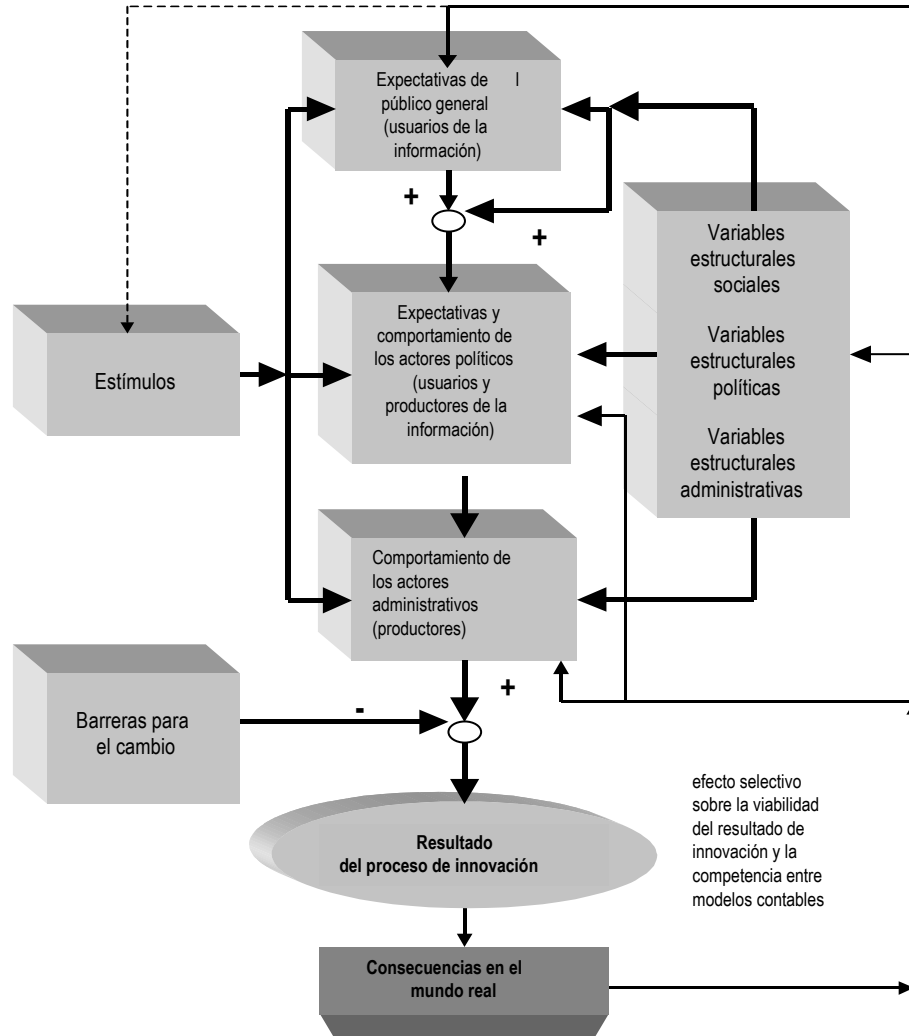 Expectativas de l
público general
(usuarios de la
información)
+
+
Variables
estructurales
sociales
Expectativas y
comportamiento de
los actores políticos
(usuarios y
productores de la
información)
Estímulos
Variables
estructurales
políticas
Variables
estructurales
administrativas
Comportamiento de
los actores
administrativos
(productores)
+
-
Barreras para
el cambio
efecto selectivo
sobre la viabilidad
del resultado de
innovación y la
competencia entre
modelos contables
Resultado
del proceso de innovación
Consecuencias en el
mundo real